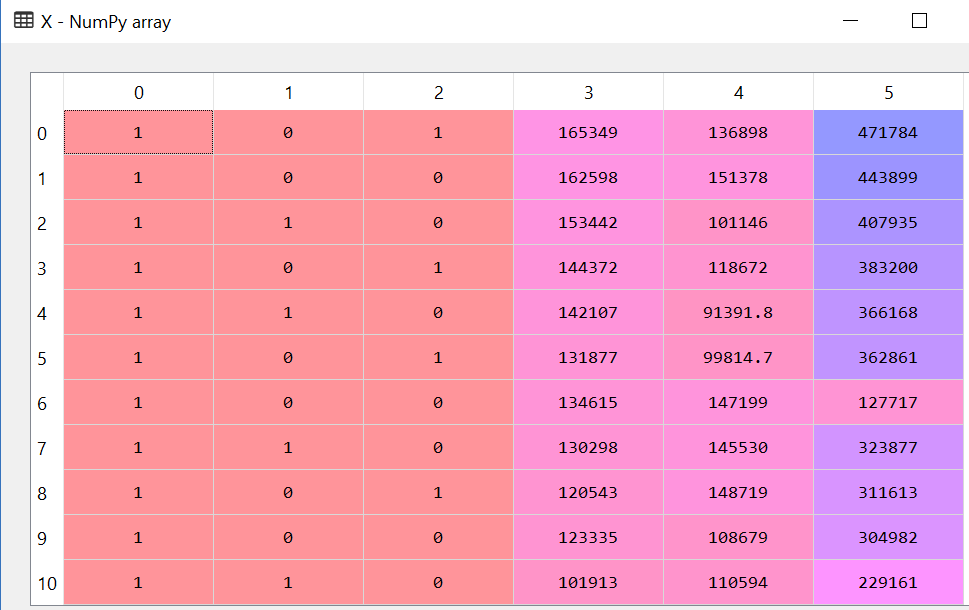 X - NumPy array
0 1 2 3 4 5
0 1 0 1 165349 136898 471784
1 1 0 0 162598 151378 443899
2 1 1 0 153442 101146 407935
3 1 0 1 144372 118672 383200
4 1 1 0 142107 91391.8 366168
5 1 0 1 131877 99814.7 362861
6 1 0 0 134615 147199 127717
7 1 1 0 130298 145530 323877
8 1 0 1 120543 148719 311613
9 1 0 0 123335 108679 304982
10 1 1 0 101913 110594 229161